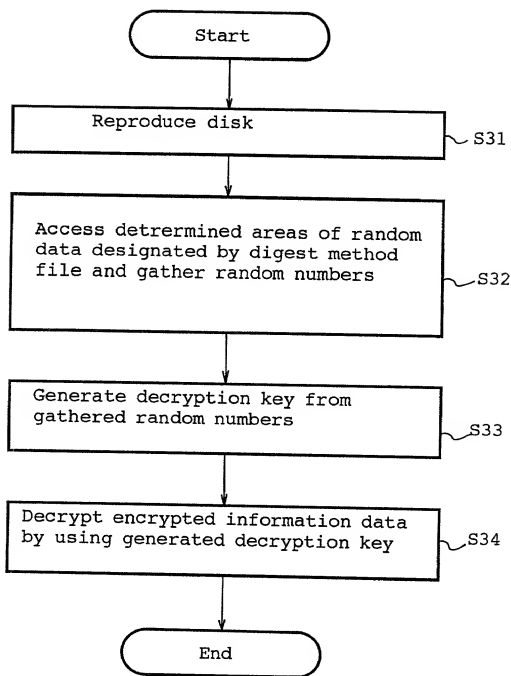 Start
Reproduce disk
S31
Access detrermined areas of random
data designated by digest method
file and gather random numbers
S32
Generate decryption key from
gathered random numbers
S33
Decrypt encrypted information data
by using generated decryption key
S34
End